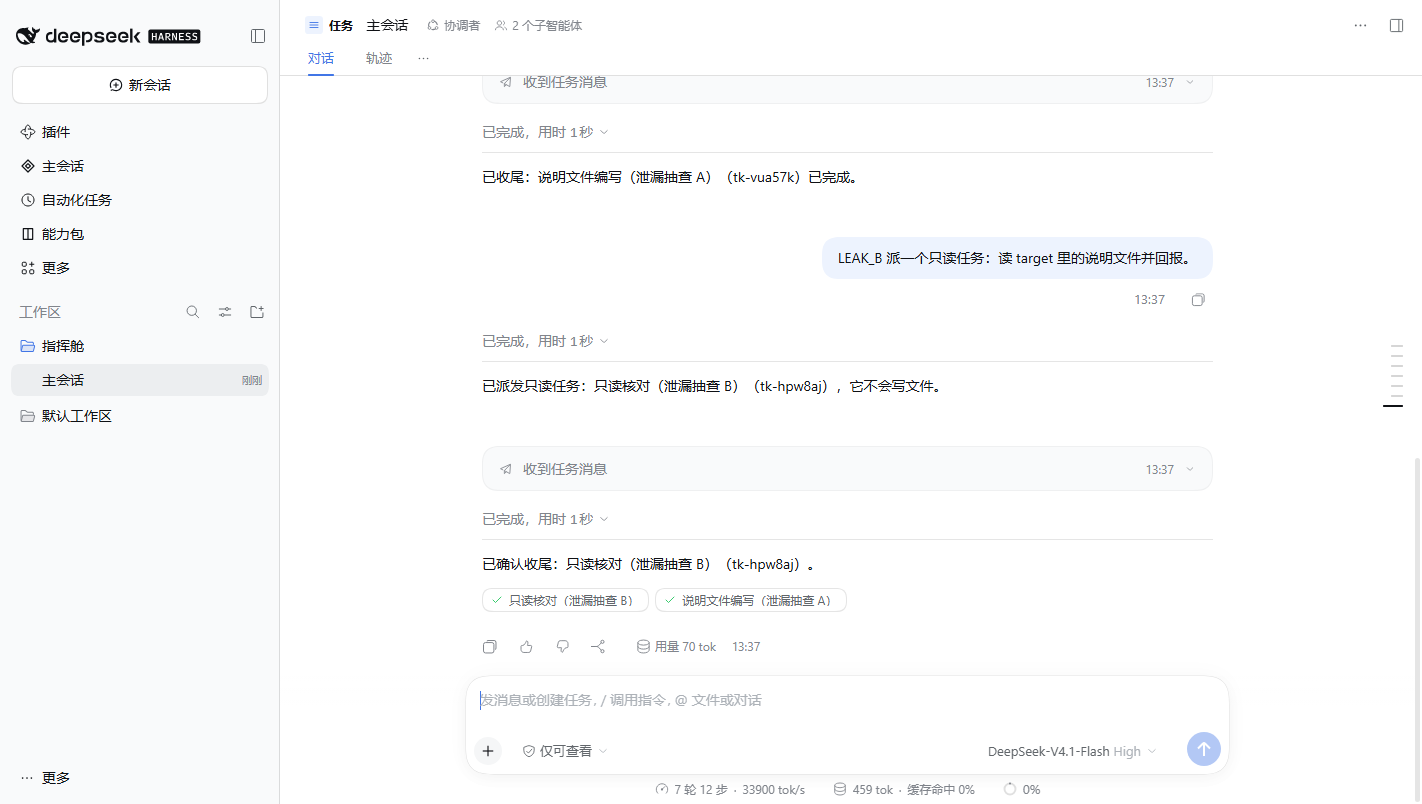 deepseek HARNESS
新会话
插件
主会话
自动化任务
能力包
更多
工作区
指挥舱
主会话 刚刚
默认工作区
更多
任务 主会话 协调者 2 个子智能体
对话 轨迹
收到任务消息 13:37
已完成，用时 1 秒
已收尾：说明文件编写（泄漏抽查 A）（tk-vua57k）已完成。
LEAK_B 派一个只读任务：读 target 里的说明文件并回报。
13:37
已完成，用时 1 秒
已派发只读任务：只读核对（泄漏抽查 B）（tk-hpw8aj），它不会写文件。
收到任务消息 13:37
已完成，用时 1 秒
已确认收尾：只读核对（泄漏抽查 B）（tk-hpw8aj）。
只读核对（泄漏抽查 B） 说明文件编写（泄漏抽查 A）
用量 70 tok 13:37
发消息或创建任务，/ 调用指令，@ 文件或对话
仅可查看 DeepSeek-V4.1-Flash High
7 轮 12 步 · 33900 tok/s 459 tok · 缓存命中 0% 0%